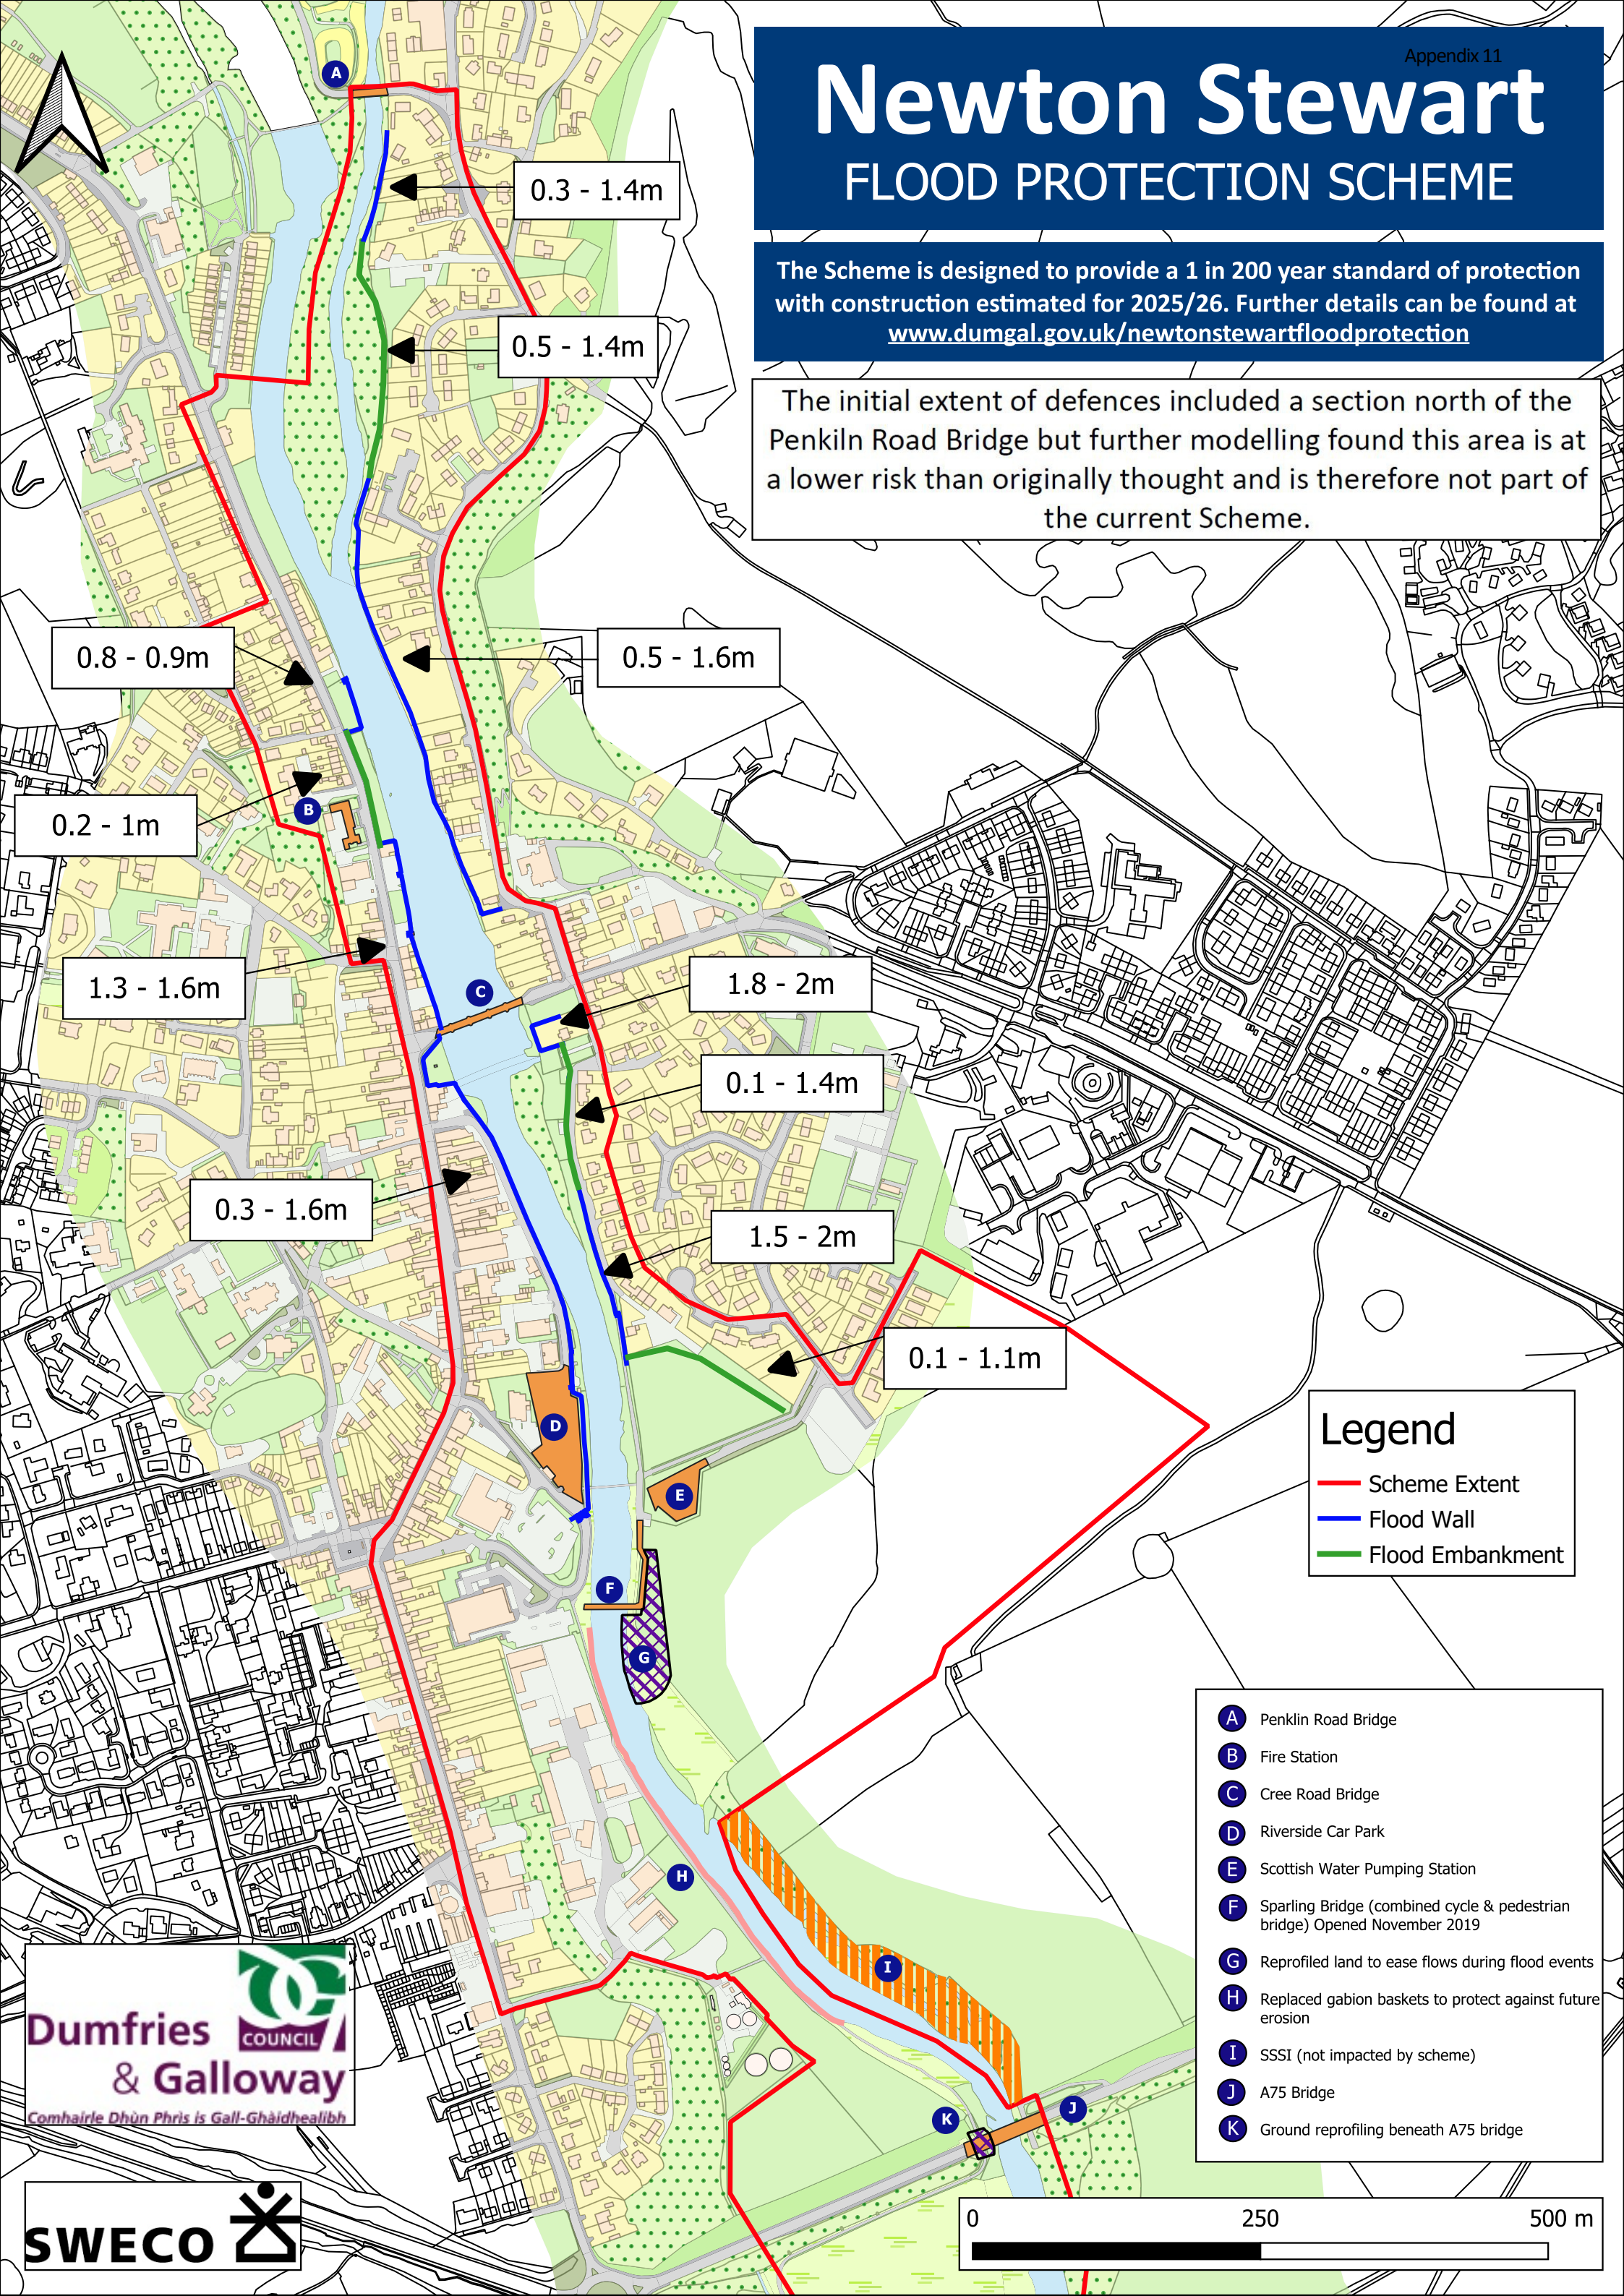 Appendix 11
Newton Stewart
FLOOD PROTECTION SCHEME
The Scheme is designed to provide a 1 in 200 year standard of protection
with construction estimated for 2025/26. Further details can be found at
www.dumgal.gov.uk/newtonstewartfloodprotection
The initial extent of defences included a section north of the
Penkiln Road Bridge but further modelling found this area is at
a lower risk than originally thought and is therefore not part of
the current Scheme.
A
0.3 - 1.4m
0.5 - 1.4m
0.8 - 0.9m
0.5 - 1.6m
B
0.2 - 1m
1.3 - 1.6m
C
1.8 - 2m
0.1 - 1.4m
0.3 - 1.6m
1.5 - 2m
0.1 - 1.1m
D
E
F
G
H
I
J
K
Legend
Scheme Extent
Flood Wall
Flood Embankment
A Penklin Road Bridge
B Fire Station
C Cree Road Bridge
D Riverside Car Park
E Scottish Water Pumping Station
F Sparling Bridge (combined cycle & pedestrian
bridge) Opened November 2019
G Reprofiled land to ease flows during flood events
H Replaced gabion baskets to protect against future
erosion
I SSSI (not impacted by scheme)
J A75 Bridge
K Ground reprofiling beneath A75 bridge
DG
COUNCIL
Dumfries
& Galloway
Comhairle Dhùn Phris is Gall-Ghàidhealibh
SWECO
0 250 500 m